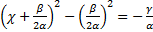 (χ + β/2α)² − (β/2α)² = −γ/α